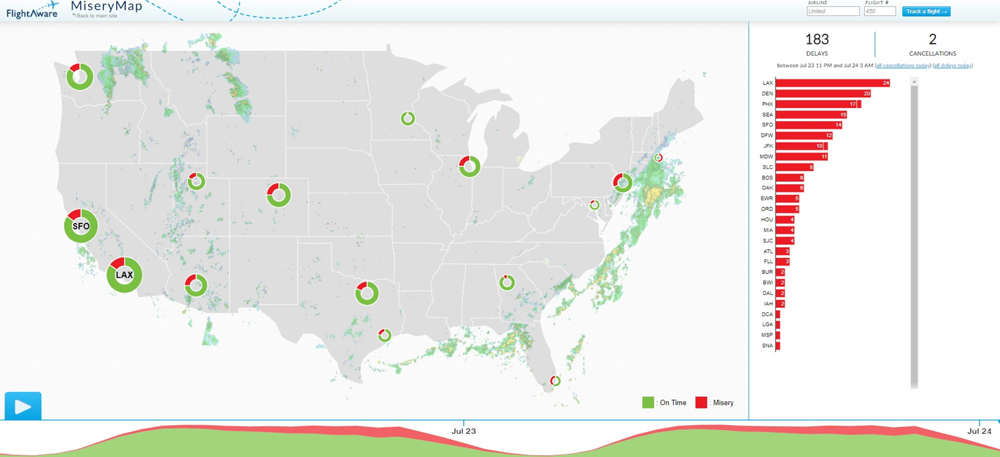 FlightAware
MiseryMap
Back to main site
AIRLINE
FLIGHT #
United
450
Track a flight →
183
DELAYS
2
CANCELLATIONS
between Jul 23 11 PM and Jul 24 3 AM (all cancellations today) (all delays today)
LAX 24
DEN 20
PHX 17
SEA 15
SFO 14
DFW 12
JFK 10
MDW 11
SLC 8
BOS 6
OAK 6
EWR 5
ORD 5
HOU 4
MIA 4
SJC 4
ATL 3
FLL 3
BUR 2
BWI 2
DAL 2
IAH 2
DCA
LGA
MSP
SNA
SFO
LAX
: On Time
: Misery
Jul 23
Jul 24